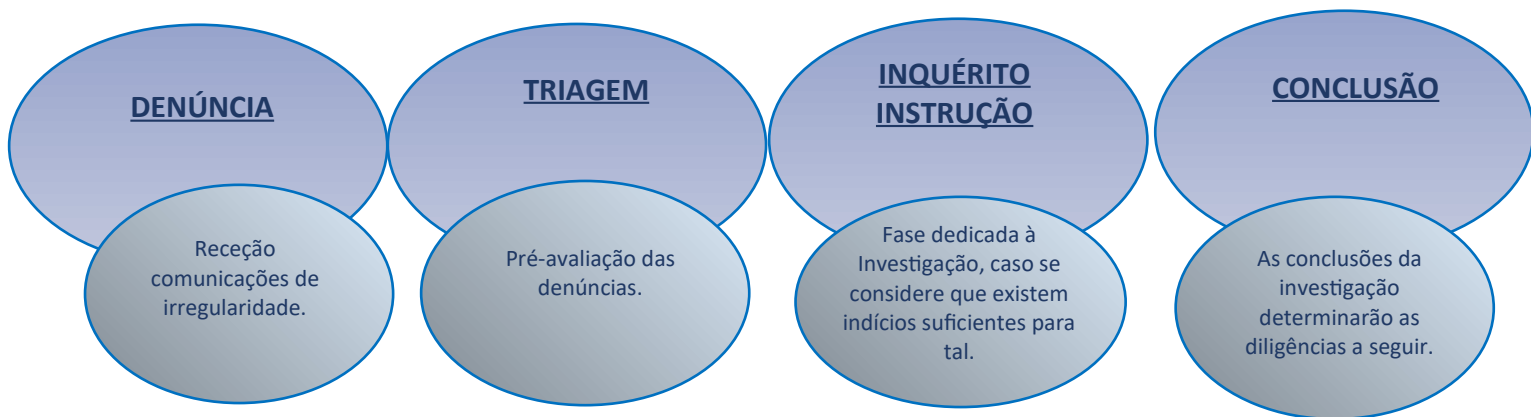 DENÚNCIA
Receção
comunicações de
irregularidade.
TRIAGEM
Pré-avaliação das
denúncias.
INQUÉRITO
INSTRUÇÃO
Fase dedicada à
Investigação, caso se
considere que existem
indícios suficientes para
tal.
CONCLUSÃO
As conclusões da
investigação
determinarão as
diligências a seguir.